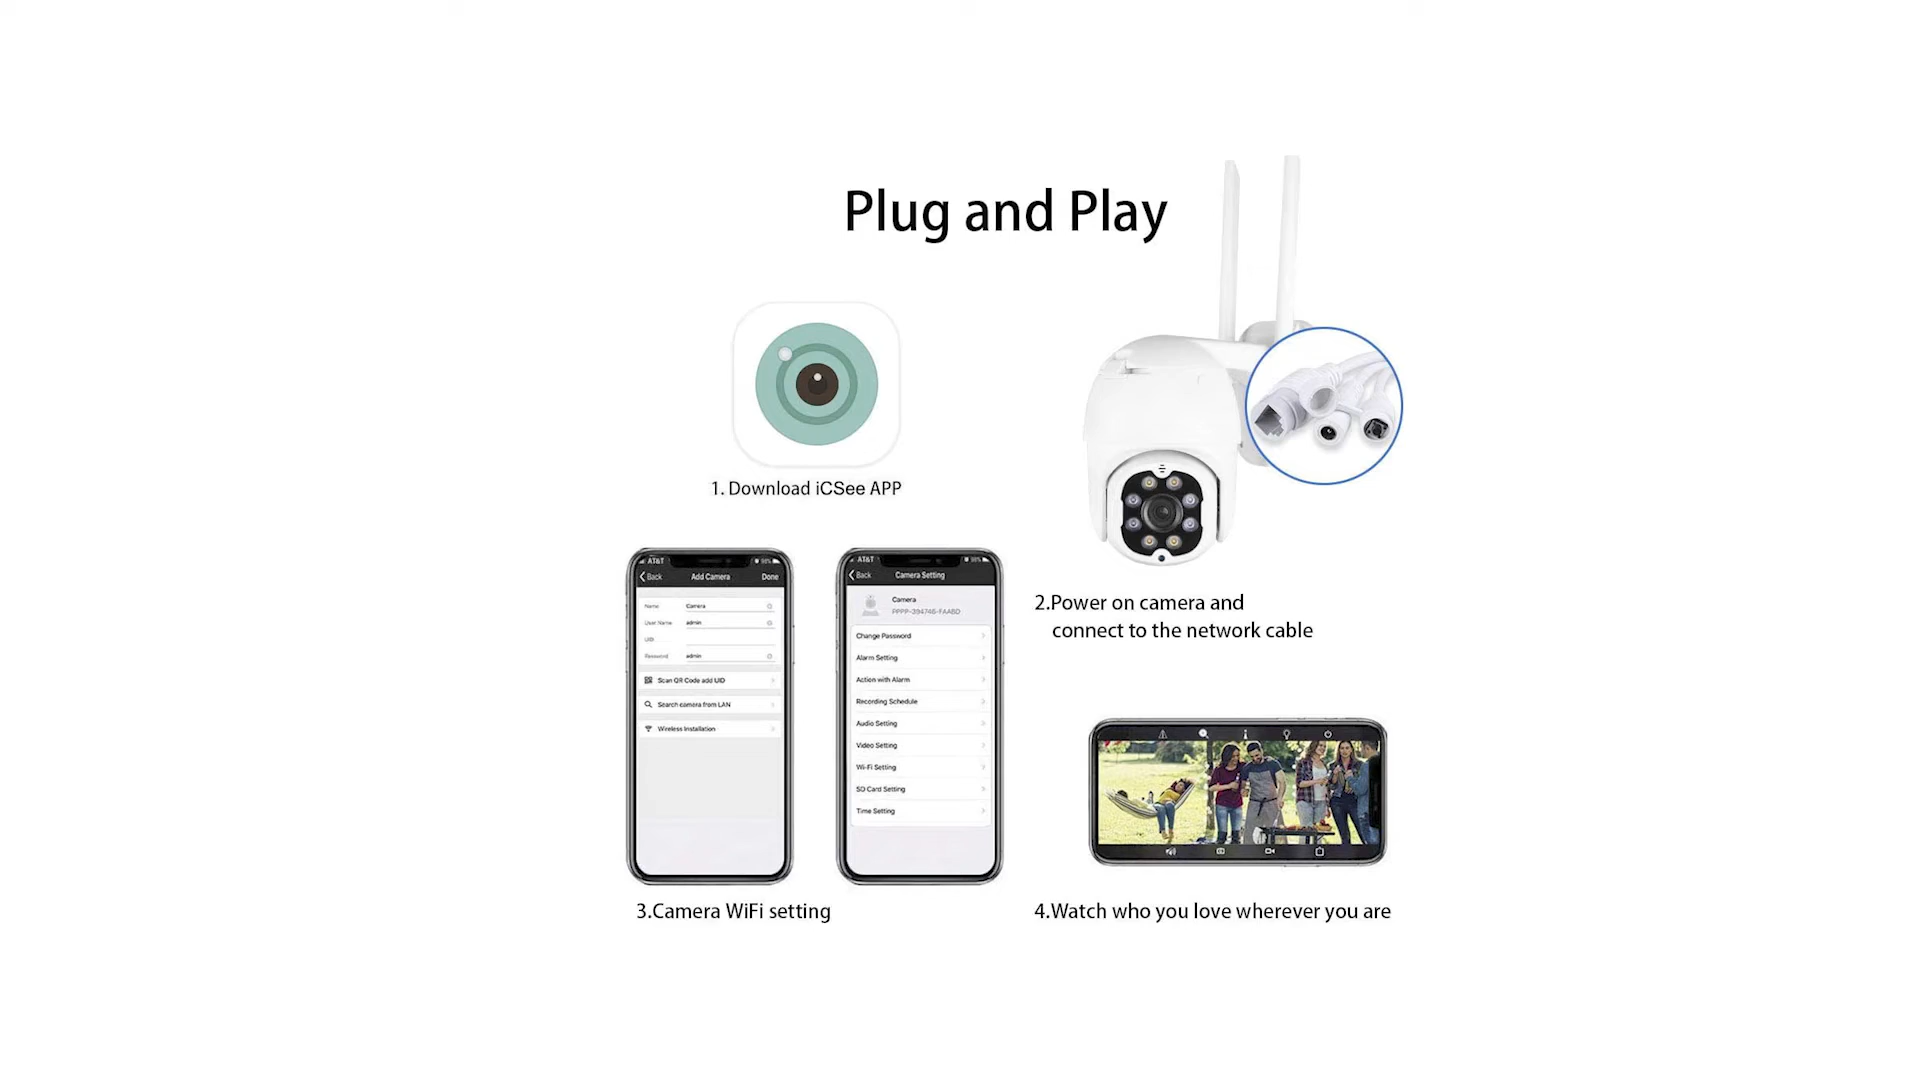 Plug and Play
1. Download iCSee APP
2.Power on camera and
connect to the network cable
AT&T
98%
Back
Add Camera
Done
Name
Camera
User Name
admin
UID
Password
admin
Scan QR Code add UID
Search camera from LAN
Wireless Installation
AT&T
98%
Back
Camera Setting
Camera
Change Password
Alarm Setting
Action with Alarm
Recording Schedule
Audio Setting
Video Setting
Wi-Fi Setting
SD Card Setting
Time Setting
3.Camera WiFi setting
4.Watch who you love wherever you are